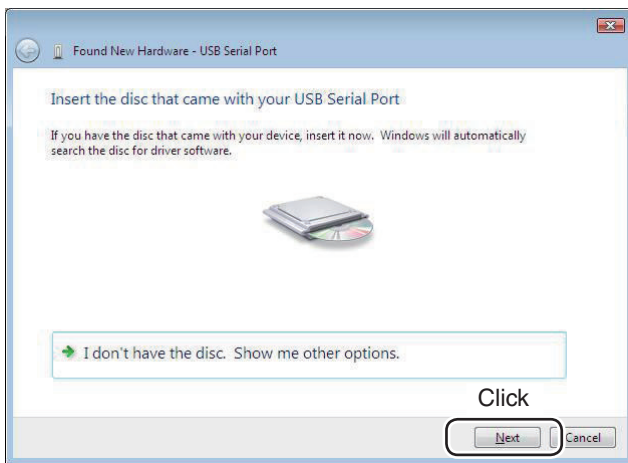 Found New Hardware - USB Serial Port
Insert the disc that came with your USB Serial Port
If you have the disc that came with your device, insert it now.  Windows will automatically
search the disc for driver software.
I don't have the disc.  Show me other options.
Click
Next
Cancel